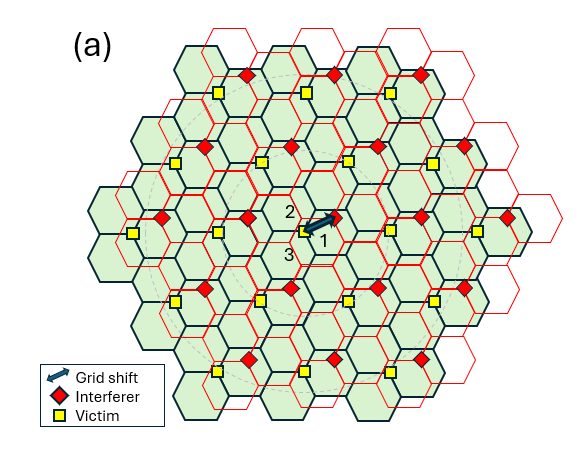 (a)
2
1
3
Grid shift
Interferer
Victim